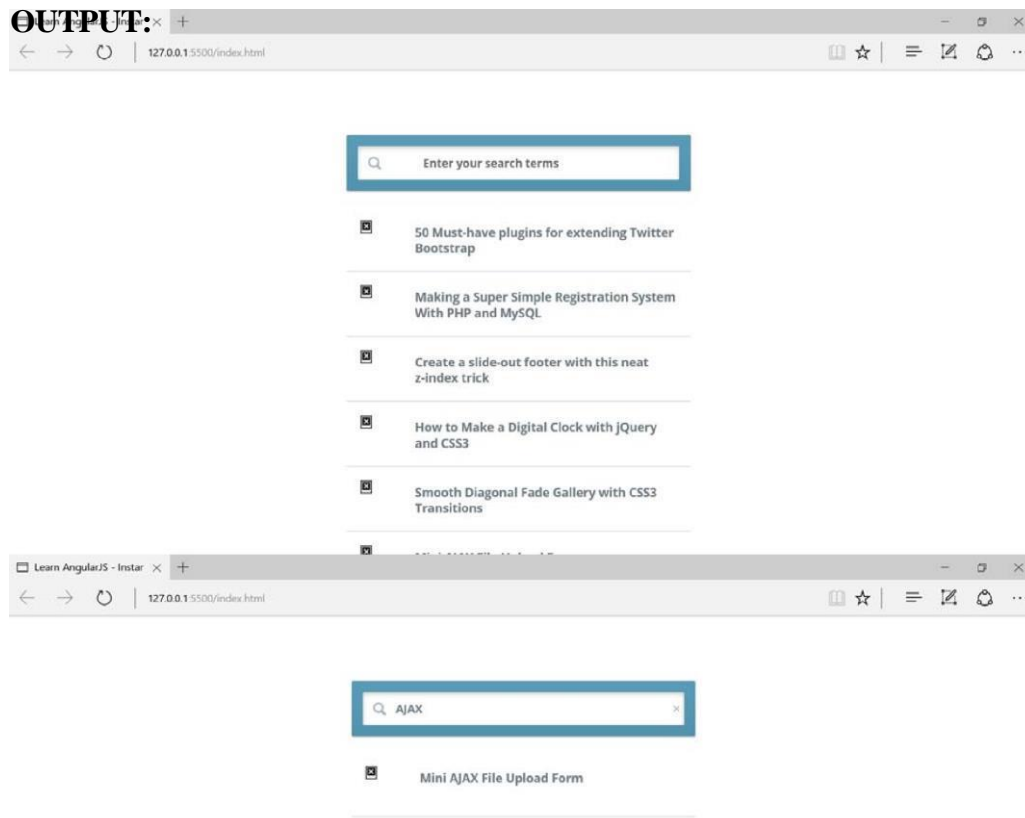 OUTPUT:
127.0.0.1:5500/index.html
Enter your search terms
50 Must-have plugins for extending Twitter
Bootstrap
Making a Super Simple Registration System
With PHP and MySQL
Create a slide-out footer with this neat
z-index trick
How to Make a Digital Clock with jQuery
and CSS3
Smooth Diagonal Fade Gallery with CSS3
Transitions
Learn AngularJS - Instar
127.0.0.1:5500/index.html
AJAX
Mini AJAX File Upload Form